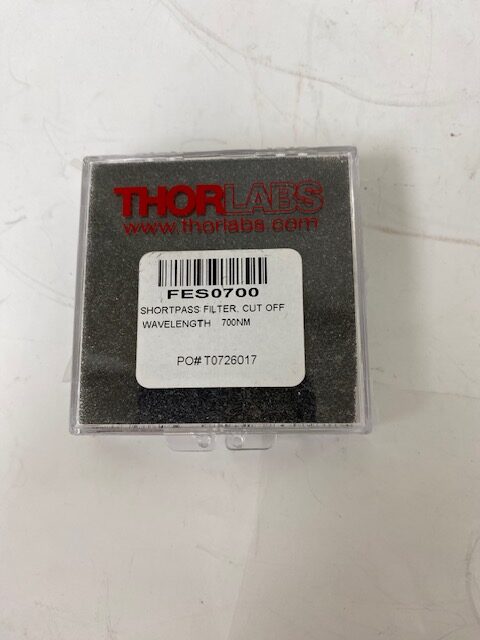 THORLABS
www.thorlabs.com
FES0700
SHORTPASS FILTER, CUT OFF
WAVELENGTH 700NM
PO# T0726017